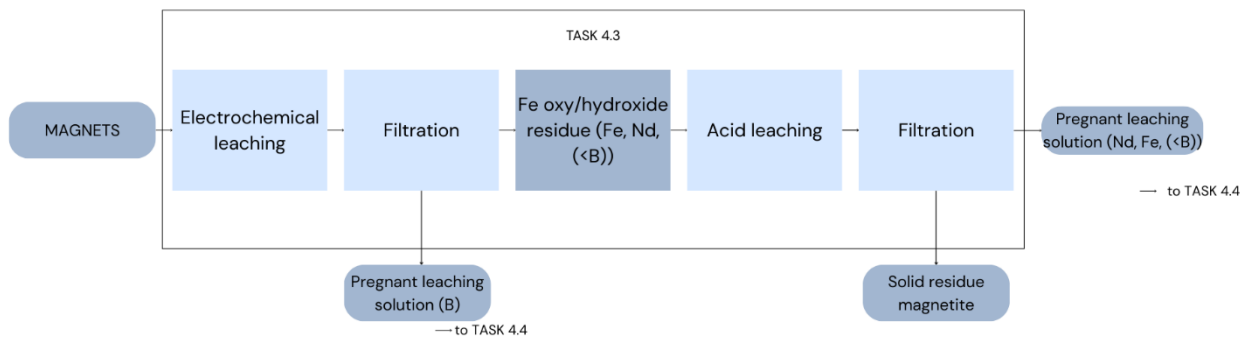 TASK 4.3
MAGNETS
Electrochemical
leaching
Filtration
Fe oxy/hydroxide
residue (Fe, Nd,
(<B))
Acid leaching
Filtration
Pregnant leaching
solution (Nd, Fe, (<B))
→ to TASK 4.4
Pregnant leaching
solution (B)
→ to TASK 4.4
Solid residue
magnetite